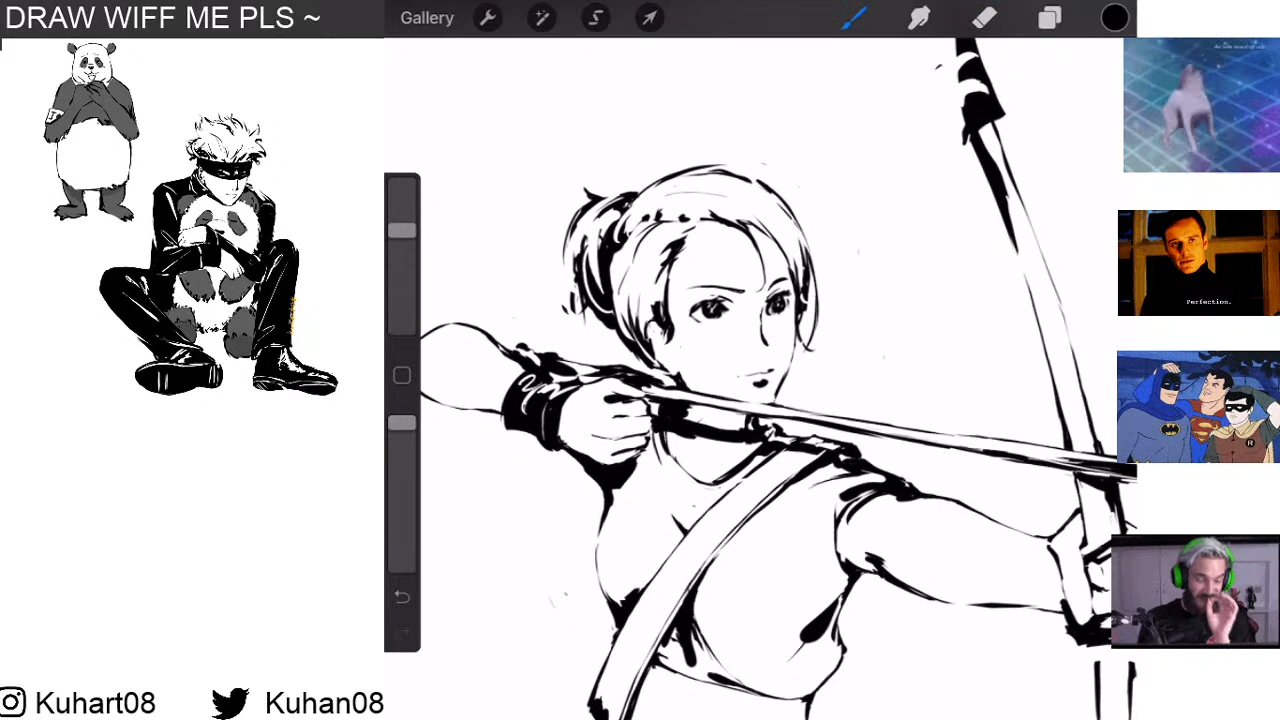 DRAW WIFF ME PLS ~
Gallery
Perfection.
Kuhart08
Kuhan08